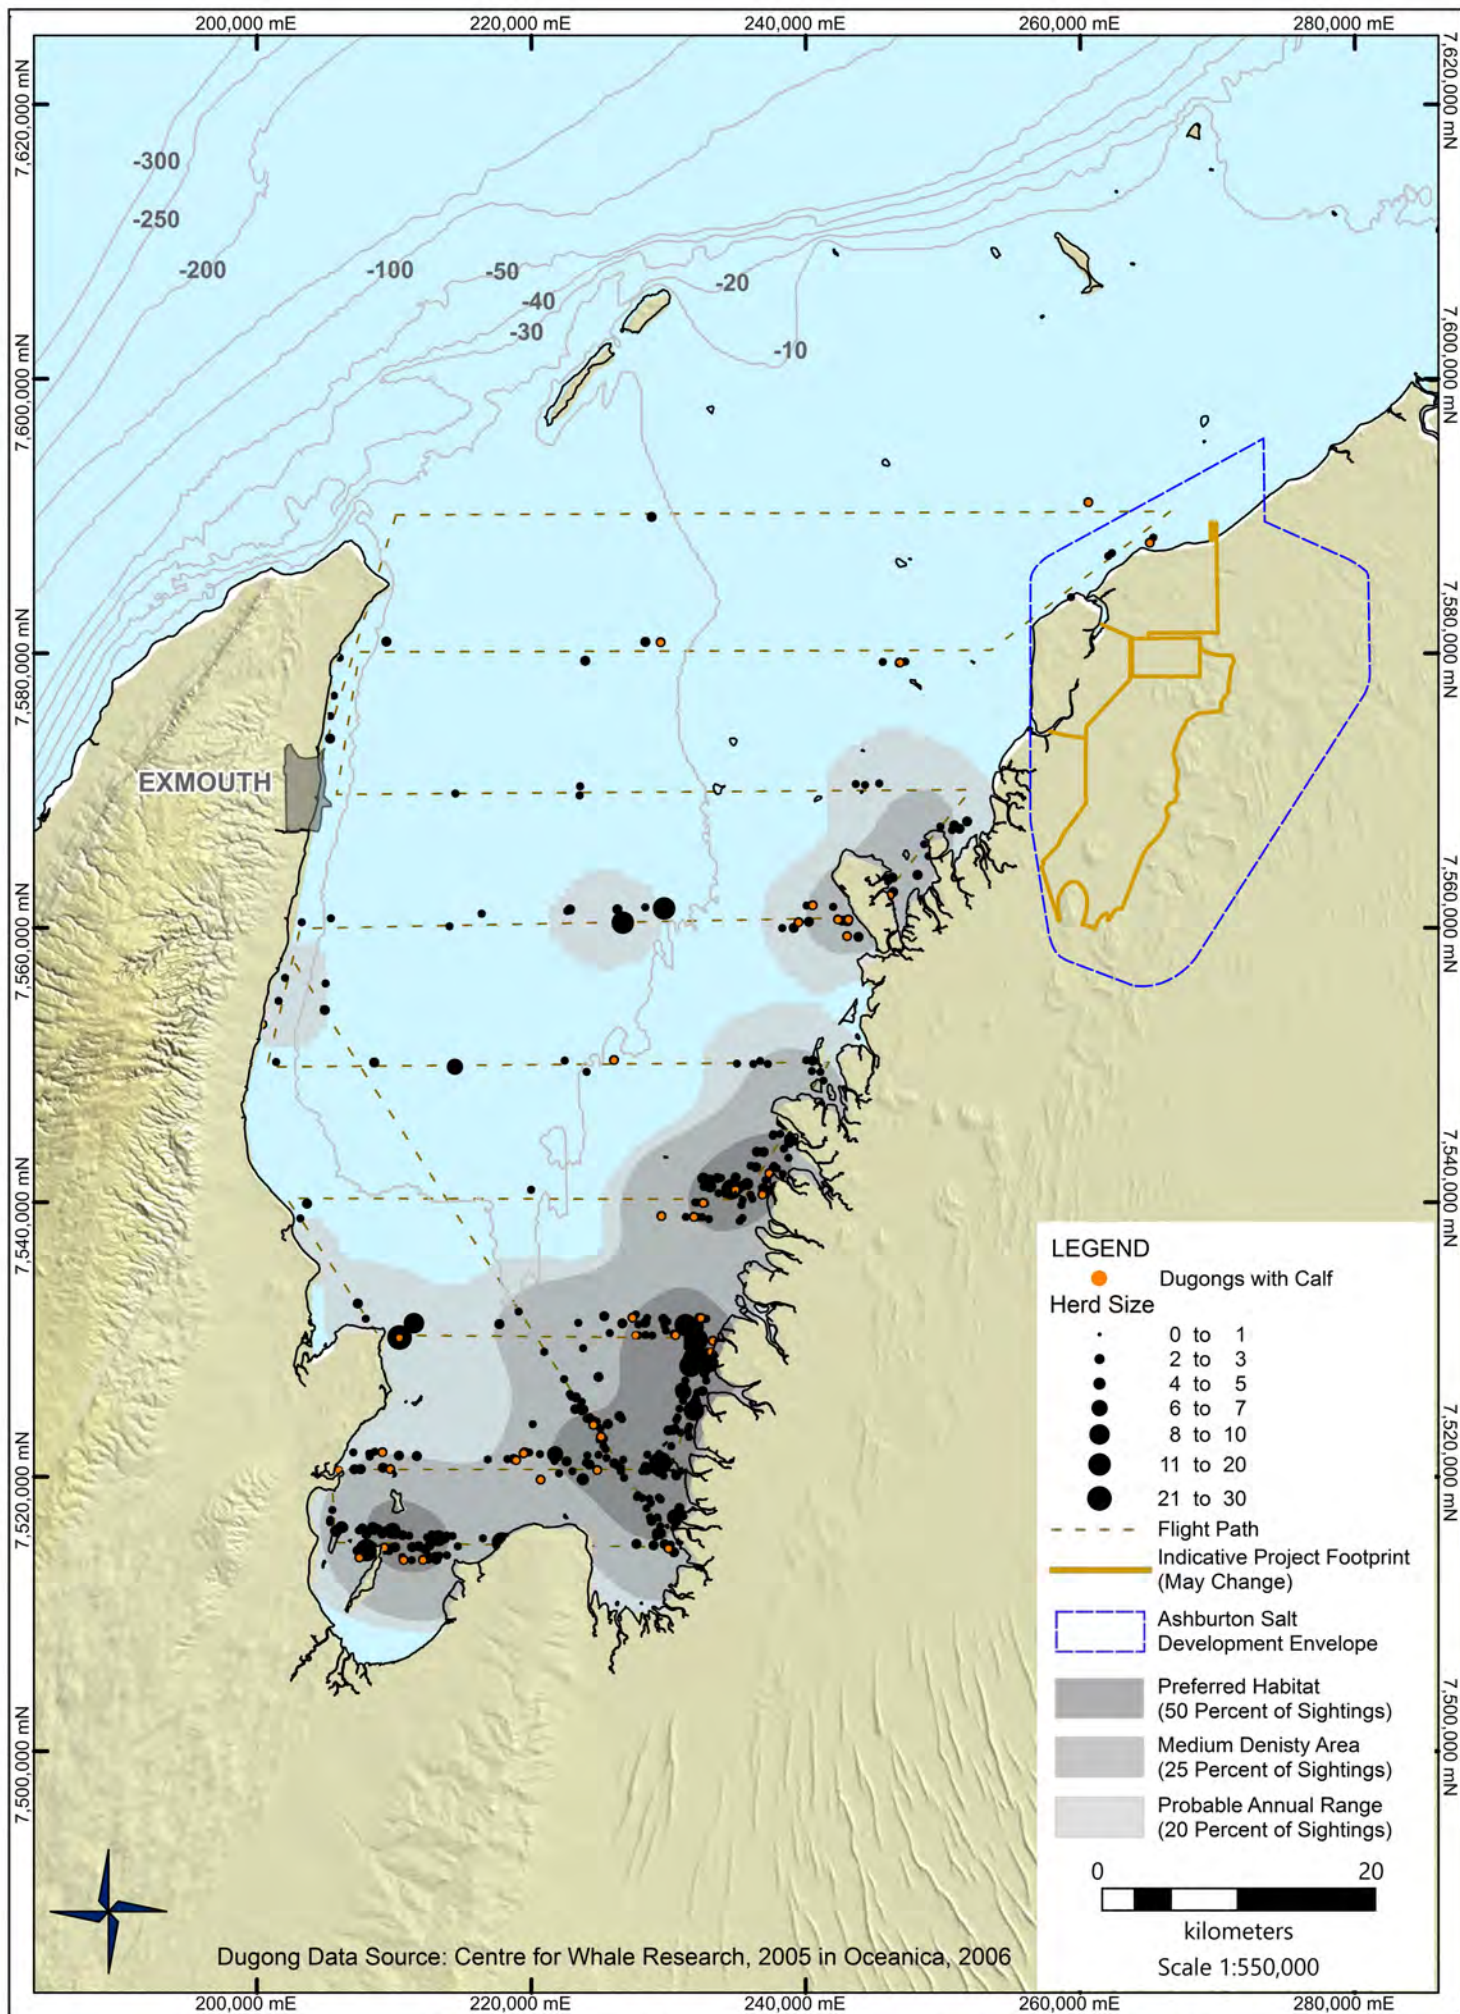 200,000 mE 220,000 mE 240,000 mE 260,000 mE 280,000 mE
7,620,000 mN
7,620,000 mN
-300
-250
-200
-100
-50
-40
-30
-20
-10
7,600,000 mN
7,600,000 mN
7,580,000 mN
7,580,000 mN
EXMOUTH
7,560,000 mN
7,560,000 mN
7,540,000 mN
7,540,000 mN
7,520,000 mN
7,520,000 mN
7,500,000 mN
7,500,000 mN
LEGEND
Dugongs with Calf
Herd Size
0 to 1
2 to 3
4 to 5
6 to 7
8 to 10
11 to 20
21 to 30
Flight Path
Indicative Project Footprint
(May Change)
Ashburton Salt
Development Envelope
Preferred Habitat
(50 Percent of Sightings)
Medium Denisty Area
(25 Percent of Sightings)
Probable Annual Range
(20 Percent of Sightings)
0 20
kilometers
Scale 1:550,000
Dugong Data Source: Centre for Whale Research, 2005 in Oceanica, 2006
200,000 mE 220,000 mE 240,000 mE 260,000 mE 280,000 mE